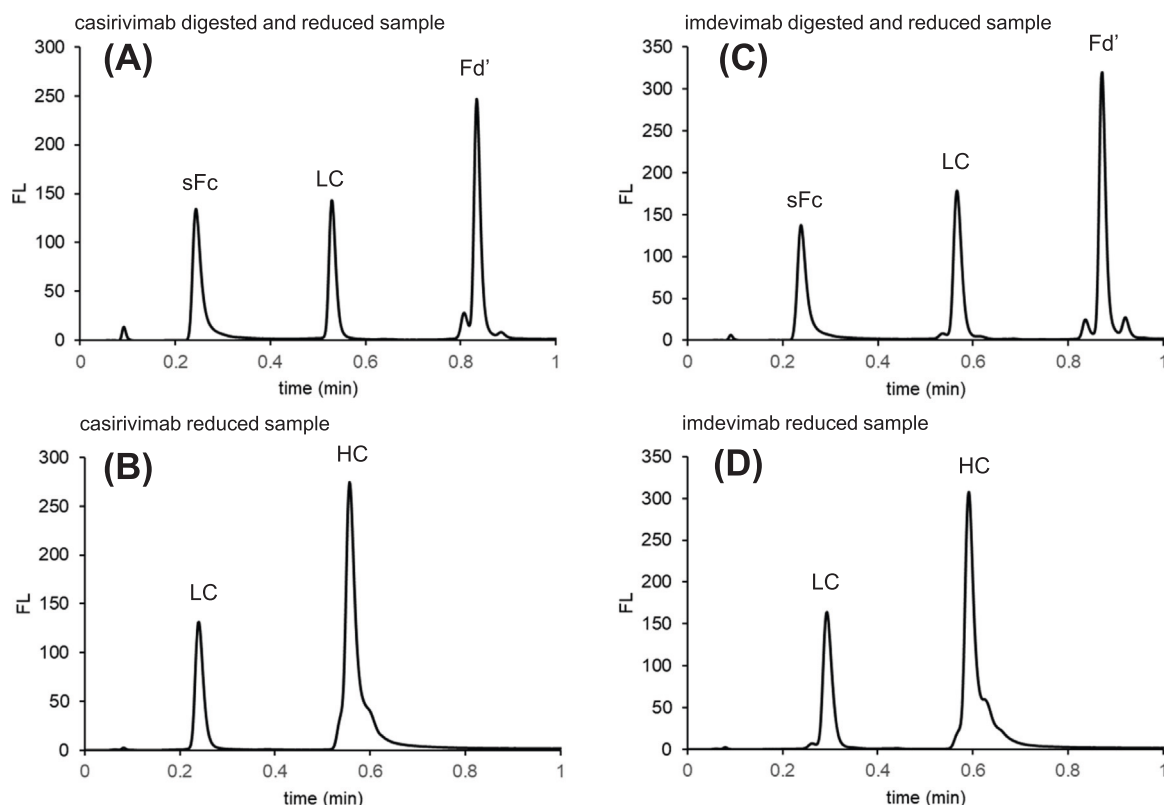 casirivimab digested and reduced sample
(A)
300
250
200
150
100
50
0
FL
sFc
LC
Fd’
0
0.2
0.4
0.6
0.8
1
time (min)
imdevimab digested and reduced sample
(C)
350
300
250
200
150
100
50
0
FL
sFc
LC
Fd’
0
0.2
0.4
0.6
0.8
1
time (min)
casirivimab reduced sample
(B)
300
250
200
150
100
50
0
FL
LC
HC
0
0.2
0.4
0.6
0.8
1
time (min)
imdevimab reduced sample
(D)
350
300
250
200
150
100
50
0
FL
LC
HC
0
0.2
0.4
0.6
0.8
1
time (min)